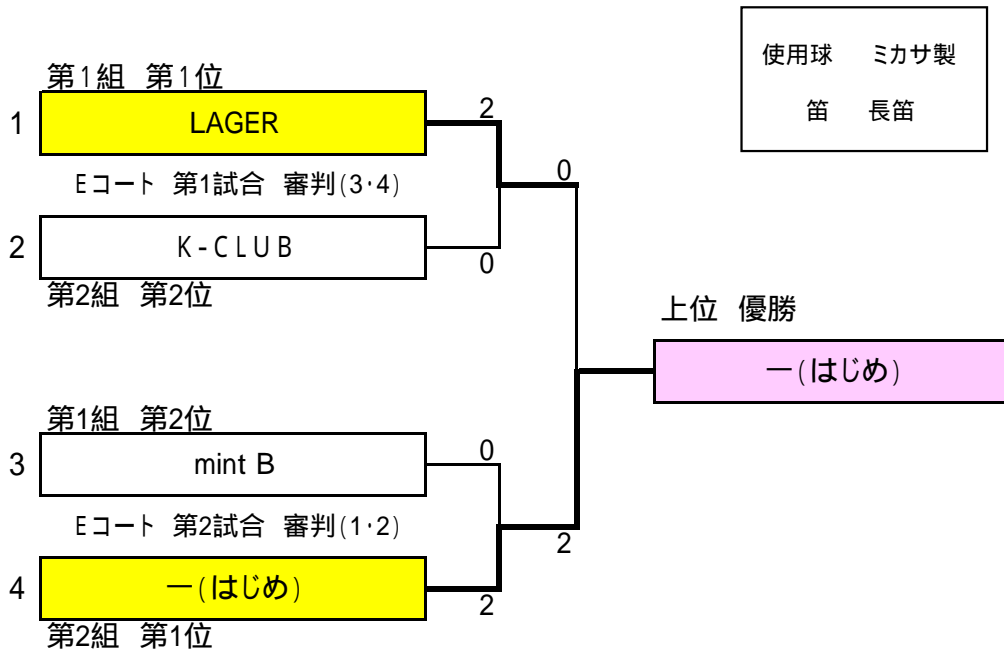 使用球 ミカサ製
笛 長笛
第1組 第1位
1 LAGER 2
Eコート 第1試合 審判(3・4)
0
2 K-CLUB 0
第2組 第2位
上位 優勝
一(はじめ)
第1組 第2位
3 mint B 0
Eコート 第2試合 審判(1・2)
2
4 一(はじめ) 2
第2組 第1位